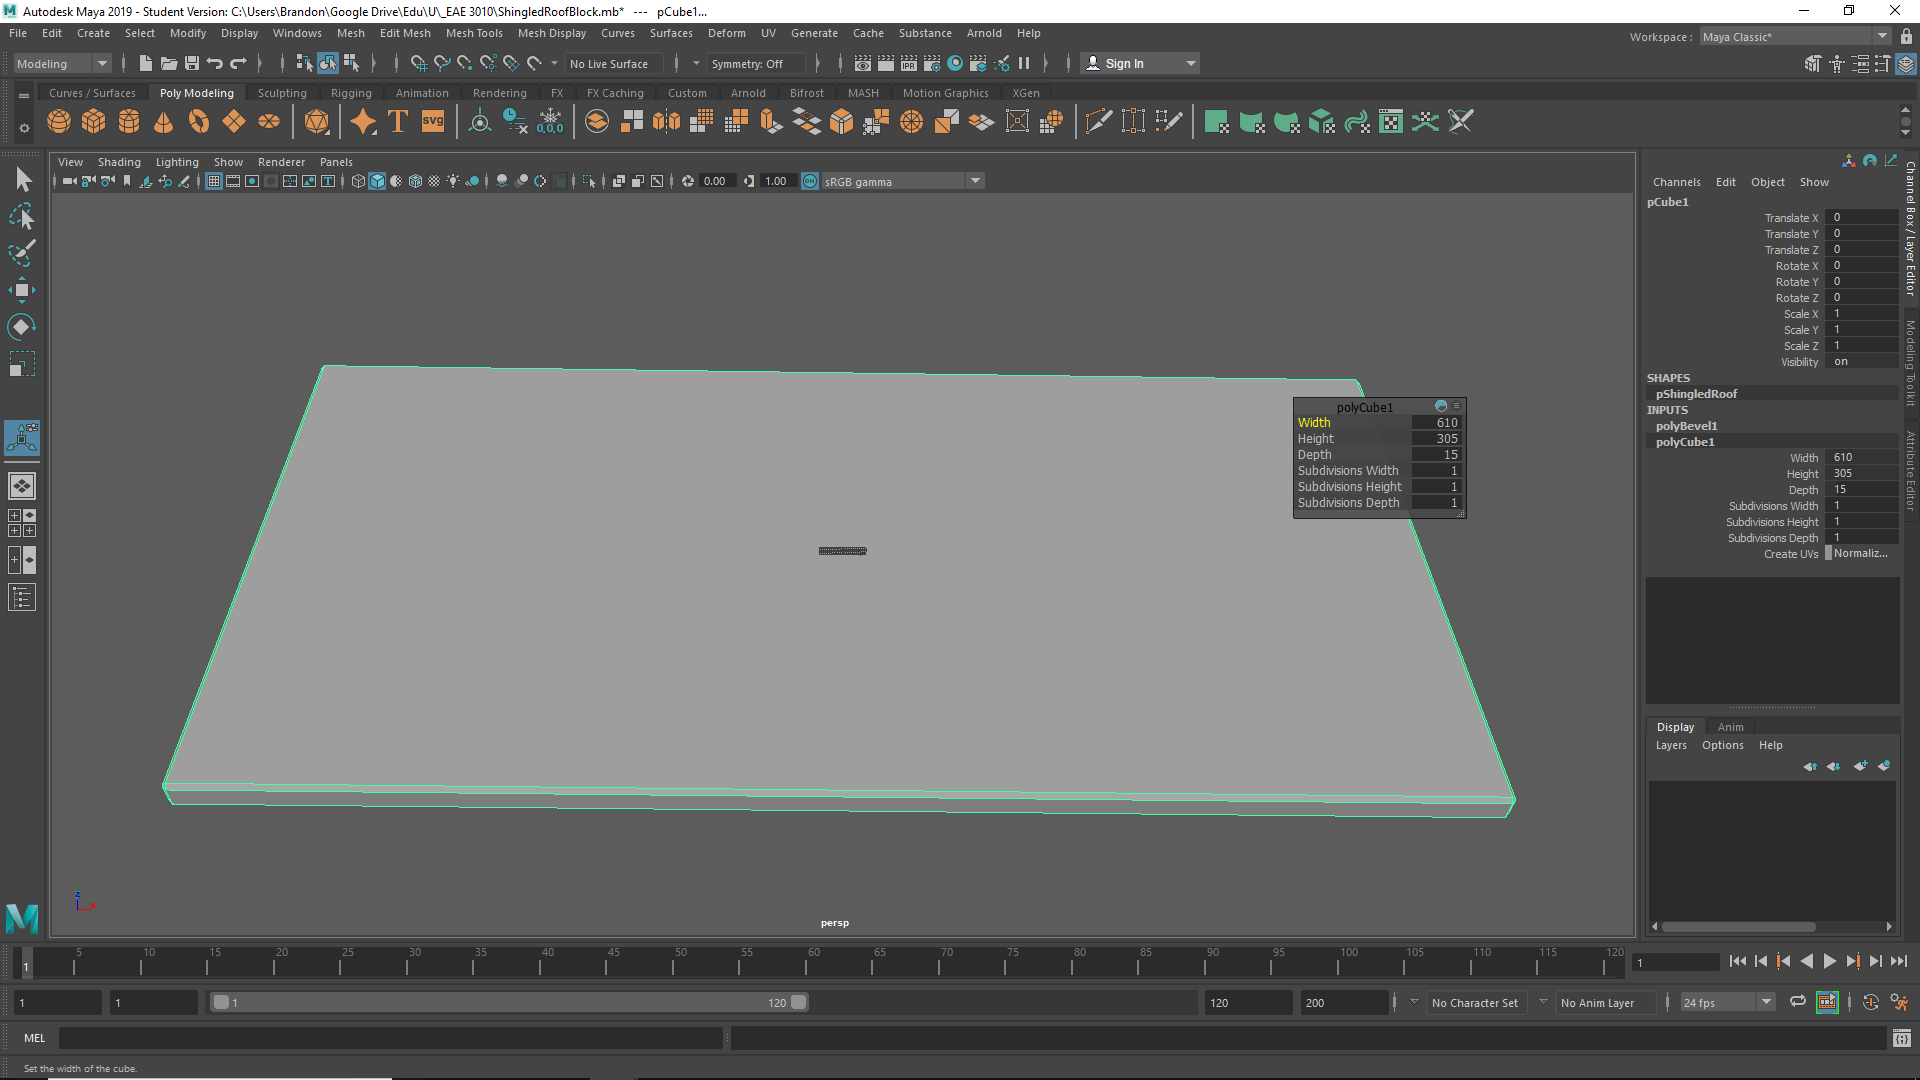 Autodesk Maya 2019 - Student Version: C:\Users\Brandon\Google Drive\Edu\U\_EAE 3010\ShingledRoofBlock.mb*   ---   pCube1...
File Edit Create Select Modify Display Windows Mesh Edit Mesh Mesh Tools Mesh Display Curves Surfaces Deform UV Generate Cache Substance Arnold Help
Workspace : Maya Classic*
Modeling No Live Surface Symmetry: Off IPR Sign In
Curves / Surfaces Poly Modeling Sculpting Rigging Animation Rendering FX FX Caching Custom Arnold Bifrost MASH Motion Graphics XGen
T svg 0,0,0
View Shading Lighting Show Renderer Panels
0.00 1.00 ON sRGB gamma
Channels Edit Object Show
pCube1
Translate X 0
Translate Y 0
Translate Z 0
Rotate X 0
Rotate Y 0
Rotate Z 0
Scale X 1
Scale Y 1
Scale Z 1
Visibility on
SHAPES
pShingledRoof
INPUTS
polyBevel1
polyCube1
Width 610
Height 305
Depth 15
Subdivisions Width 1
Subdivisions Height 1
Subdivisions Depth 1
Create UVs Normaliz...
Channel Box / Layer Editor
Modeling Toolkit
Attribute Editor
polyCube1
Width 610
Height 305
Depth 15
Subdivisions Width 1
Subdivisions Height 1
Subdivisions Depth 1
Display Anim
Layers Options Help
z
x
persp
1 5 10 15 20 25 30 35 40 45 50 55 60 65 70 75 80 85 90 95 100 105 110 115 120
1
1 1 1 120 120 200 No Character Set No Anim Layer 24 fps
MEL
Set the width of the cube.